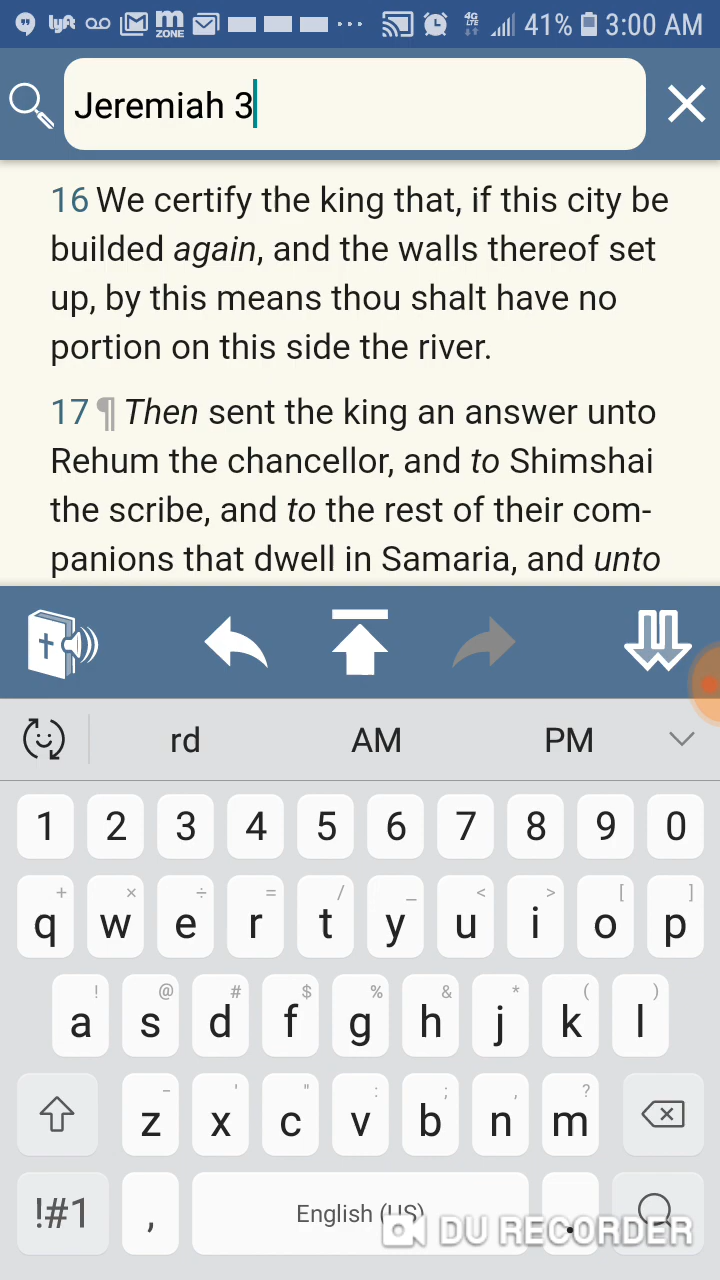 lyft M ZONE 4G LTE 41% 3:00 AM
Jeremiah 3
16 We certify the king that, if this city be
builded again, and the walls thereof set
up, by this means thou shalt have no
portion on this side the river.
17 ¶ Then sent the king an answer unto
Rehum the chancellor, and to Shimshai
the scribe, and to the rest of their com-
panions that dwell in Samaria, and unto
rd AM PM
1 2 3 4 5 6 7 8 9 0
+ × ÷ = / _ < > [ ]
q w e r t y u i o p
! @ # $ % & * ( )
a s d f g h j k l
- ' " : ; , ?
z x c v b n m
!#1 , English (US) .
DU RECORDER